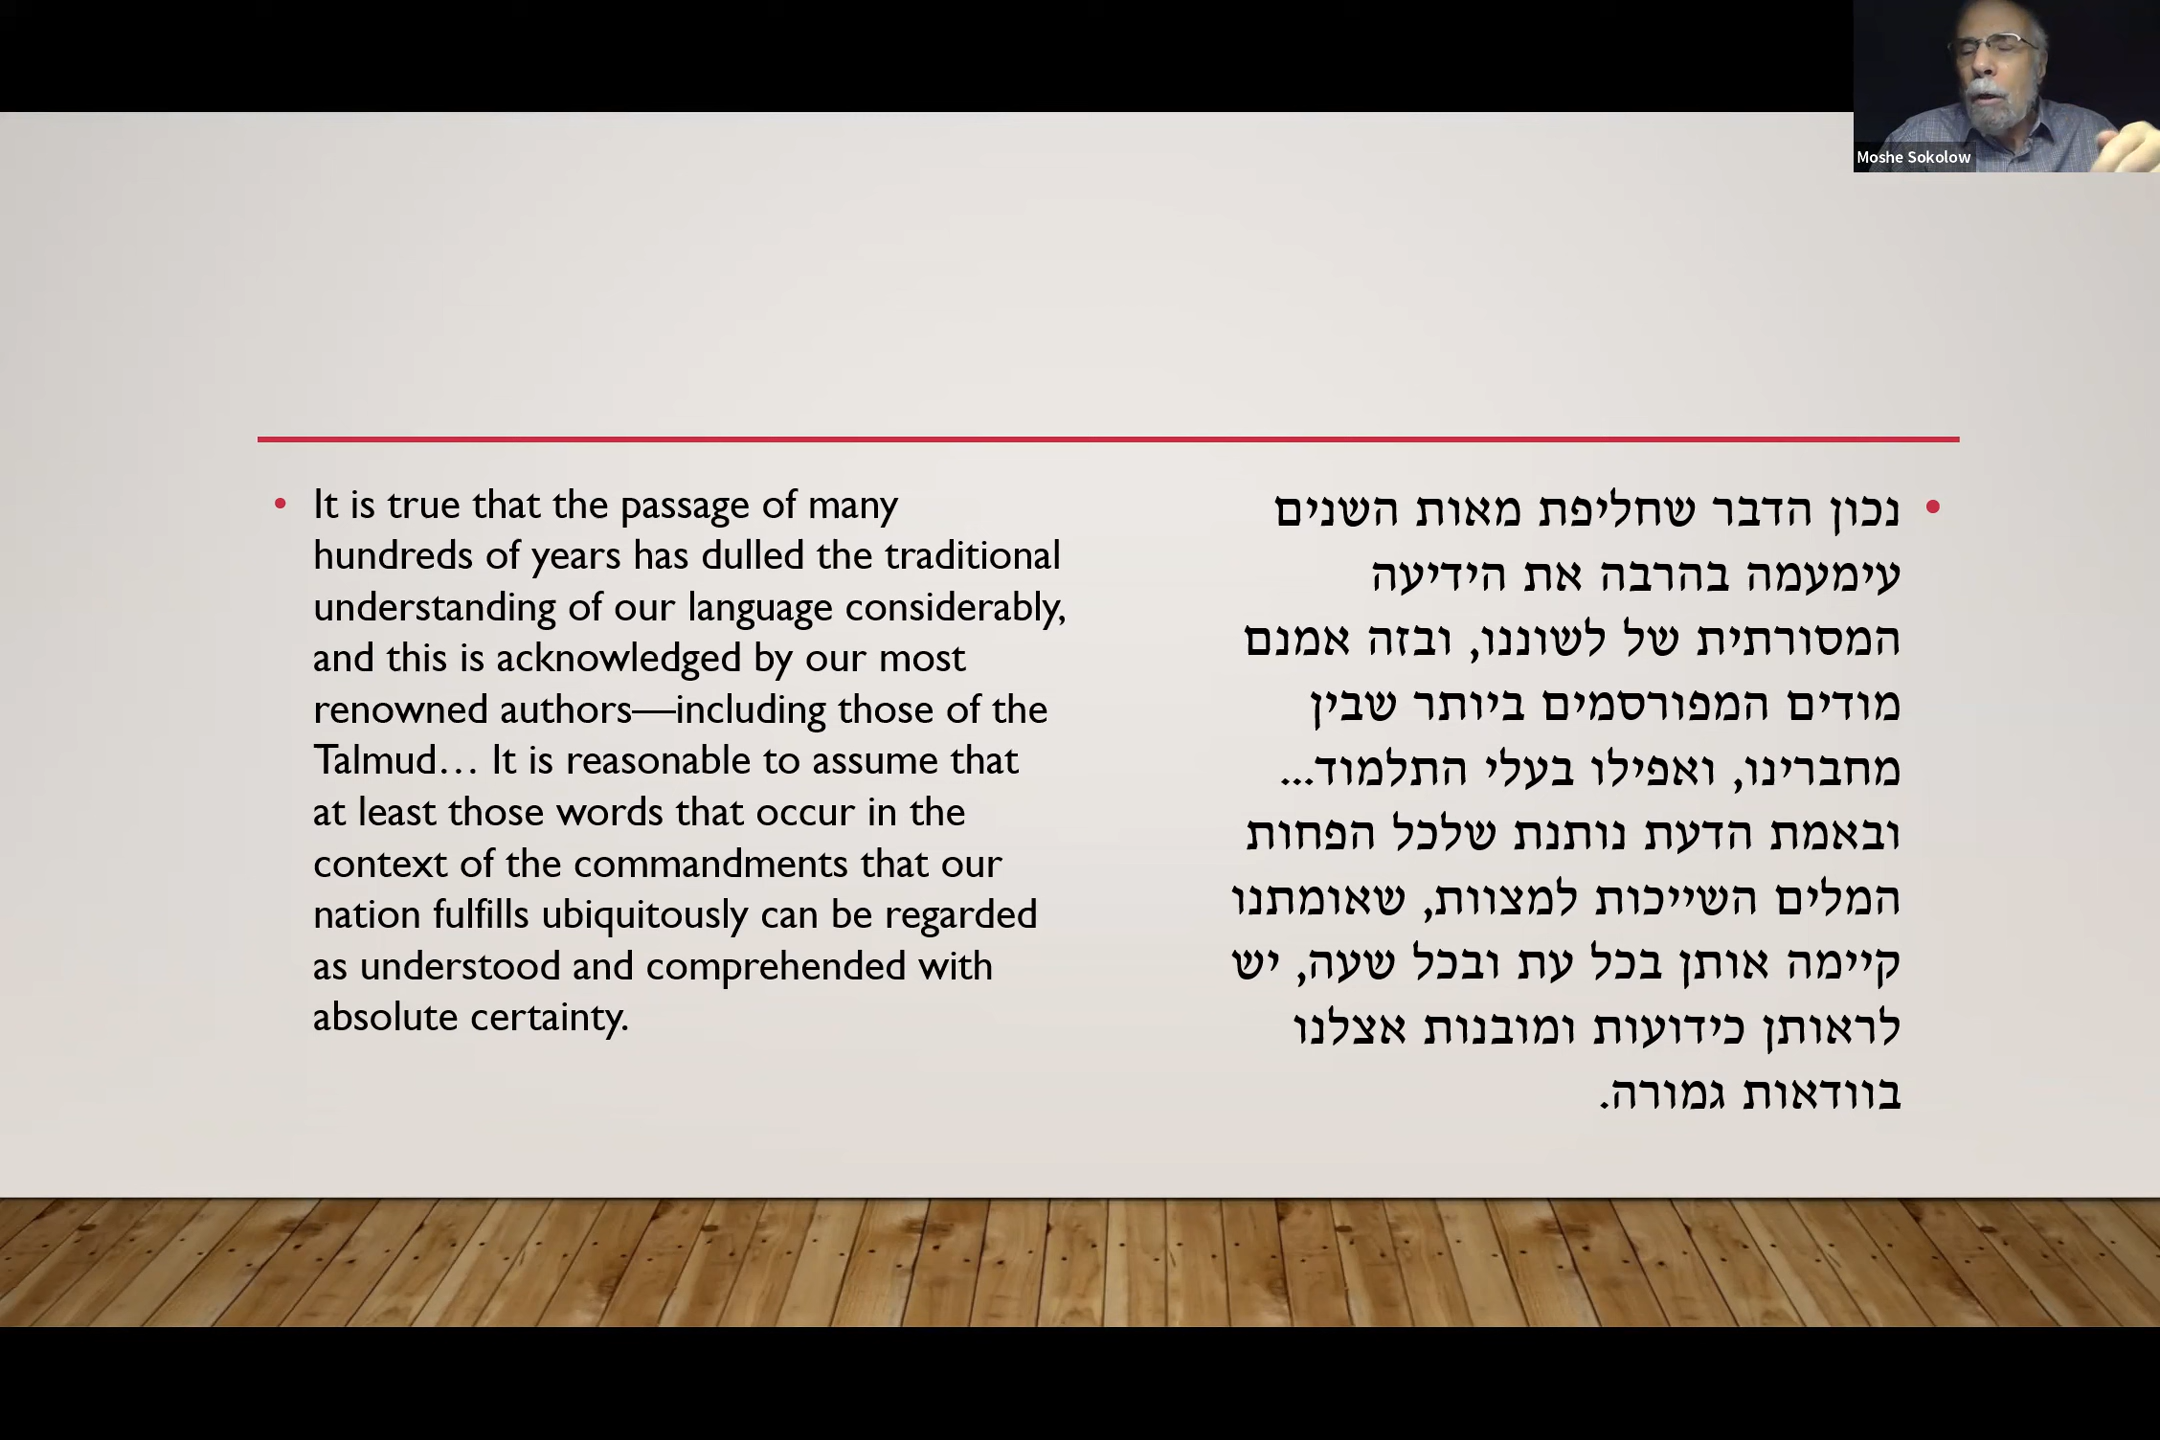 Moshe Sokolow
• It is true that the passage of many
hundreds of years has dulled the traditional
understanding of our language considerably,
and this is acknowledged by our most
renowned authors—including those of the
Talmud… It is reasonable to assume that
at least those words that occur in the
context of the commandments that our
nation fulfills ubiquitously can be regarded
as understood and comprehended with
absolute certainty.
• נכון הדבר שחליפת מאות השנים
עימעמה בהרבה את הידיעה
המסורתית של לשוננו, ובזה אמנם
מודים המפורסמים ביותר שבין
מחברינו, ואפילו בעלי התלמוד...
ובאמת הדעת נותנת שלכל הפחות
המלים השייכות למצוות, שאומתנו
קיימה אותן בכל עת ובכל שעה, יש
לראותן כידועות ומובנות אצלנו
בוודאות גמורה.